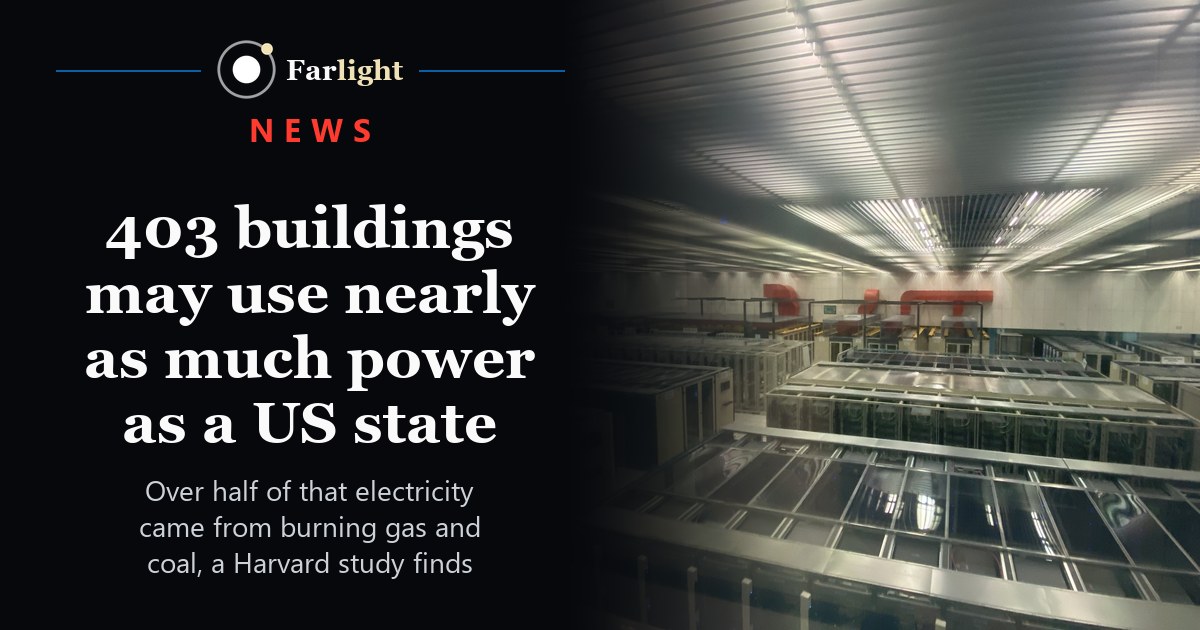 Farlight
NEWS
403 buildings
may use nearly
as much power
as a US state
Over half of that electricity
came from burning gas and
coal, a Harvard study finds